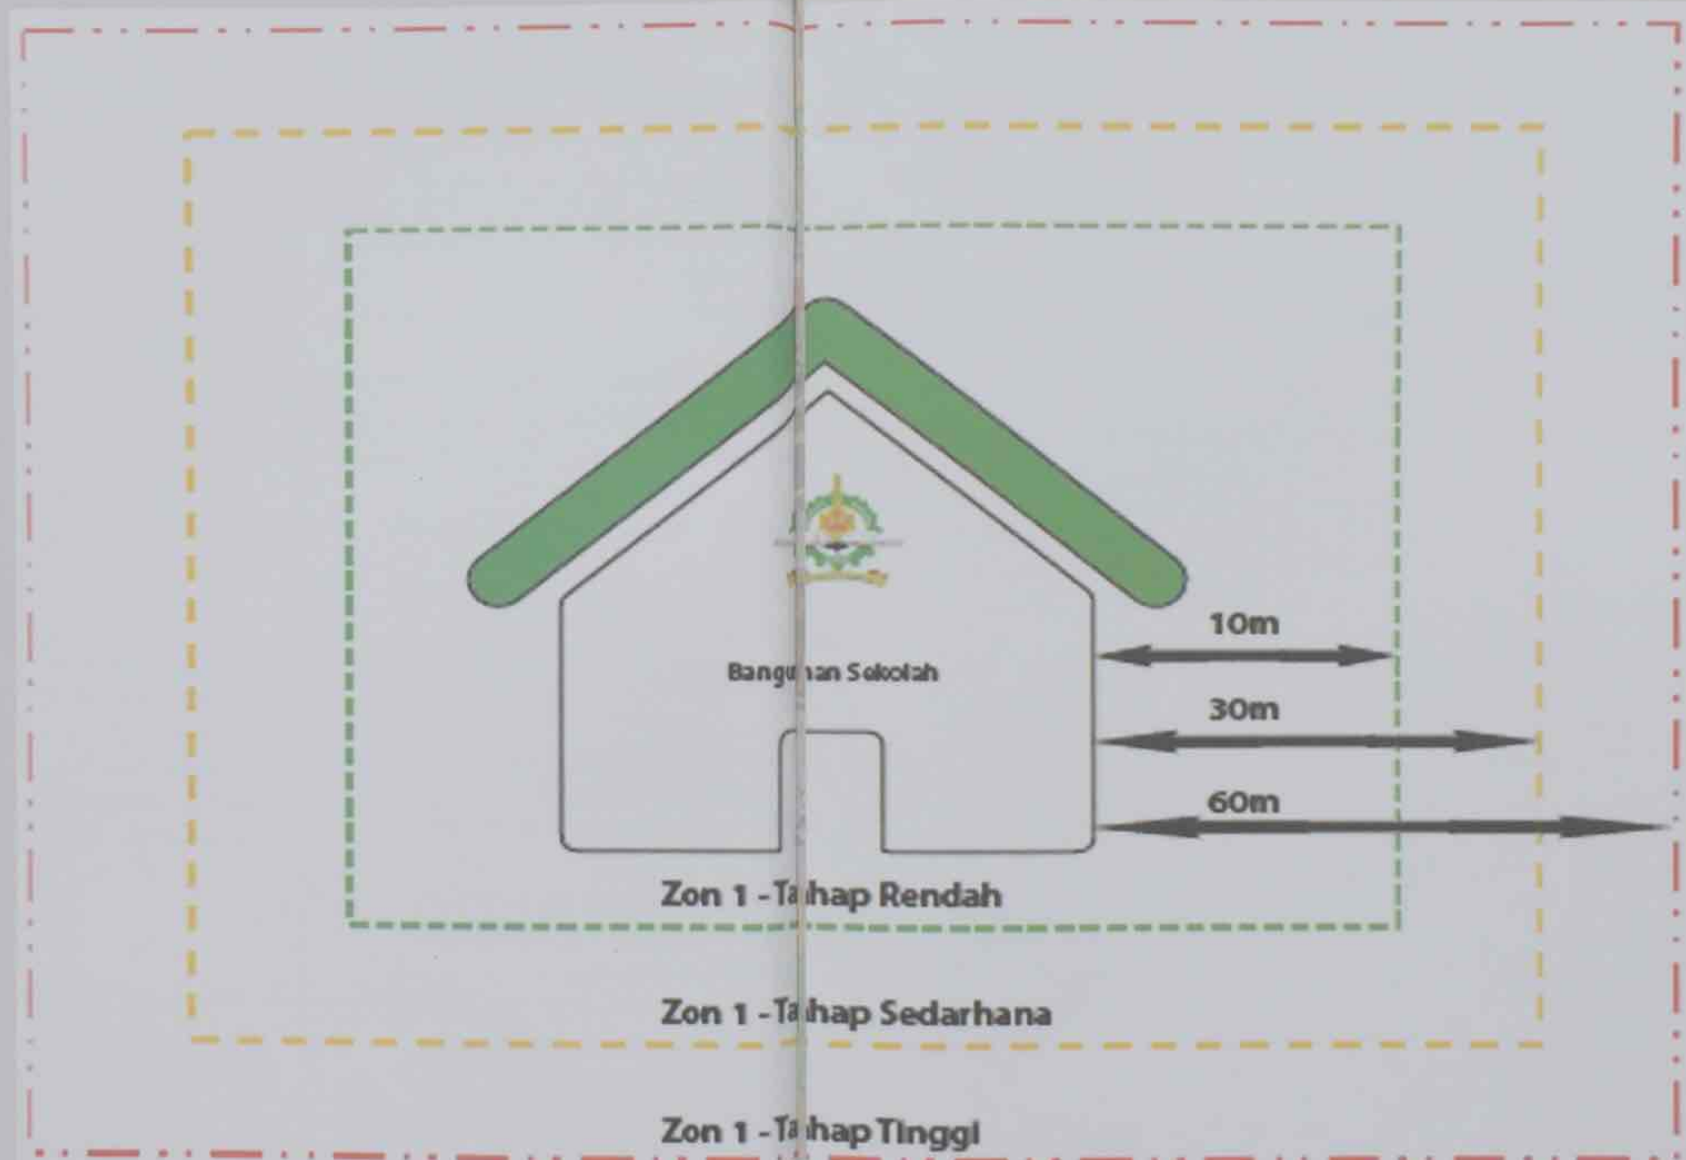 10m
Bangunan Sekolah
30m
60m
Zon 1 - Tahap Rendah
Zon 1 - Tahap Sedarhana
Zon 1 - Tahap Tinggi